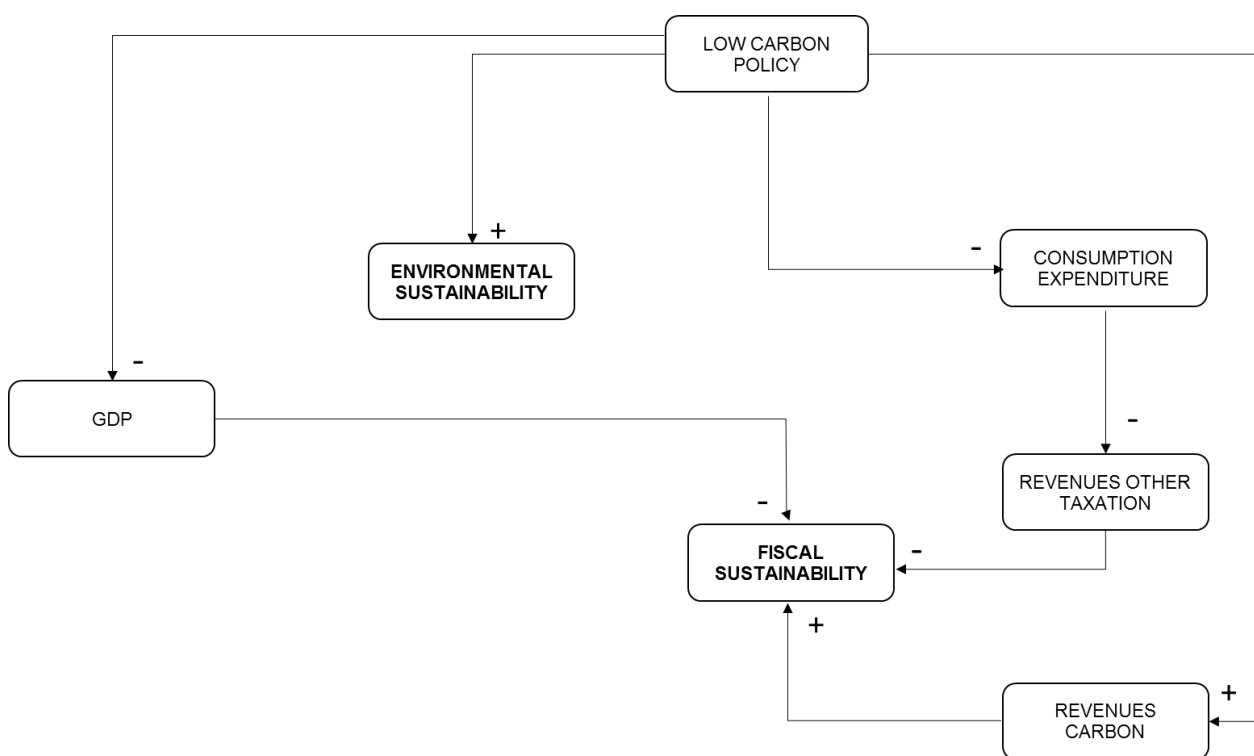 LOW CARBON
POLICY
+
ENVIRONMENTAL
SUSTAINABILITY
-
CONSUMPTION
EXPENDITURE
-
GDP
-
REVENUES OTHER
TAXATION
-
FISCAL
SUSTAINABILITY
-
+
REVENUES
CARBON
+